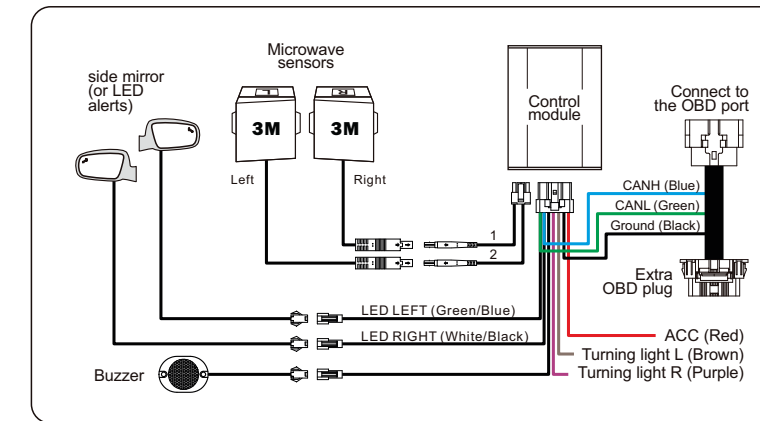 Microwave
sensors
side mirror
(or LED
alerts)
L
R
3M
3M
Left
Right
Control
module
Connect to
the OBD port
CANH (Blue)
CANL (Green)
Ground (Black)
1
2
Extra
OBD plug
LED LEFT (Green/Blue)
LED RIGHT (White/Black)
ACC (Red)
Turning light L (Brown)
Turning light R (Purple)
Buzzer